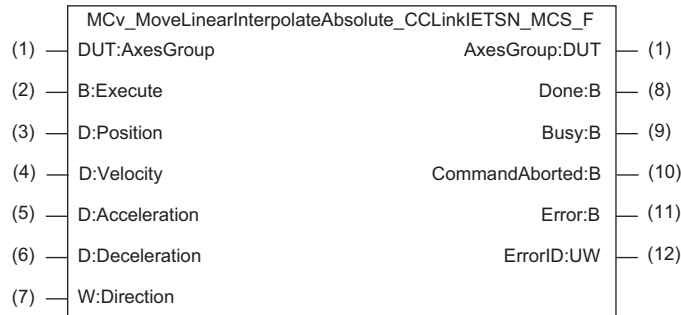 MCv_MoveLinearInterpolateAbsolute_CCLinkIETSN_MCS_F
(1) DUT:AxesGroup AxesGroup:DUT (1)
(2) B:Execute Done:B (8)
(3) D:Position Busy:B (9)
(4) D:Velocity CommandAborted:B (10)
(5) D:Acceleration Error:B (11)
(6) D:Deceleration ErrorID:UW (12)
(7) W:Direction